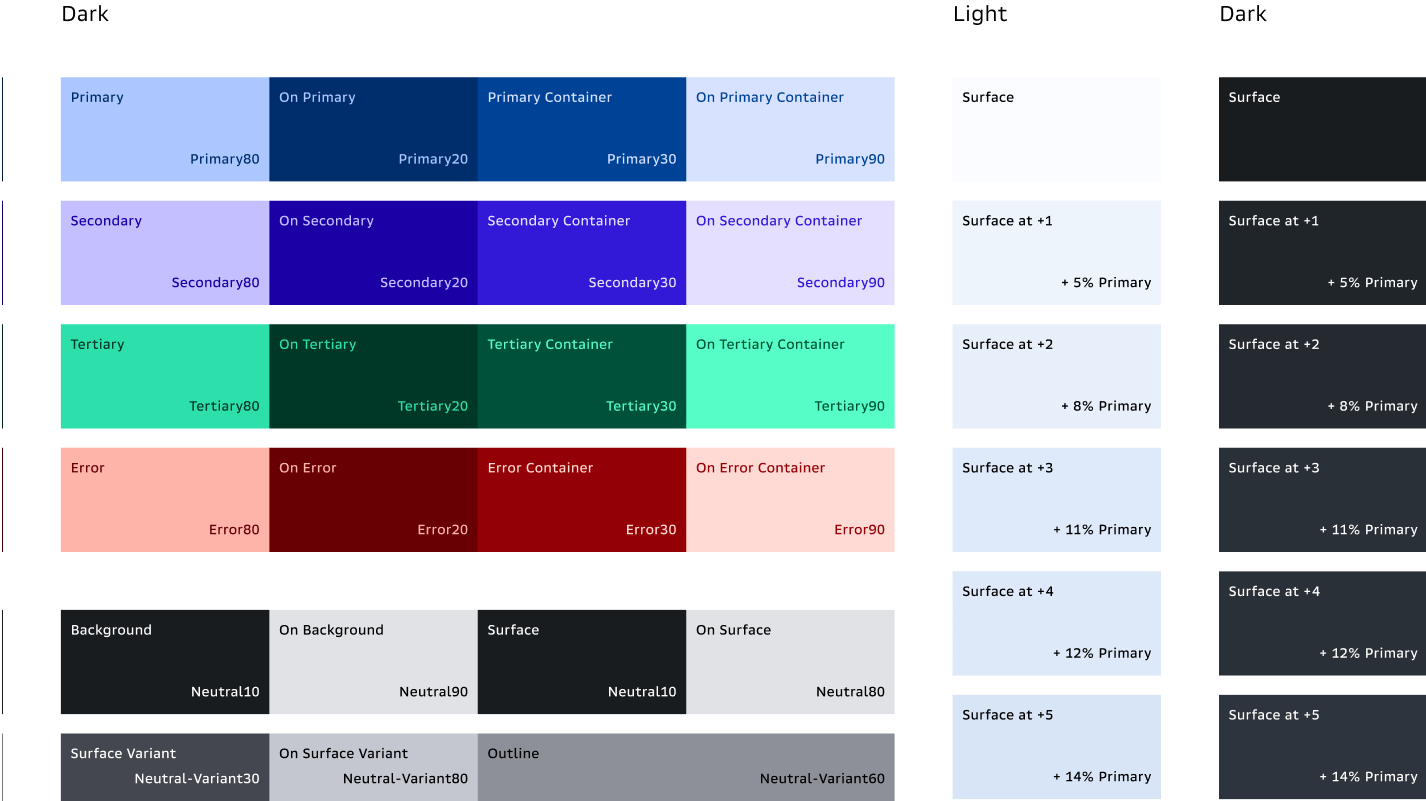 Dark
Light
Dark
Primary
Primary80
On Primary
Primary20
Primary Container
Primary30
On Primary Container
Primary90
Secondary
Secondary80
On Secondary
Secondary20
Secondary Container
Secondary30
On Secondary Container
Secondary90
Tertiary
Tertiary80
On Tertiary
Tertiary20
Tertiary Container
Tertiary30
On Tertiary Container
Tertiary90
Error
Error80
On Error
Error20
Error Container
Error30
On Error Container
Error90
Background
Neutral10
On Background
Neutral90
Surface
Neutral10
On Surface
Neutral80
Surface Variant
Neutral-Variant30
On Surface Variant
Neutral-Variant80
Outline
Neutral-Variant60
Surface
Surface at +1
+ 5% Primary
Surface at +2
+ 8% Primary
Surface at +3
+ 11% Primary
Surface at +4
+ 12% Primary
Surface at +5
+ 14% Primary
Surface
Surface at +1
+ 5% Primary
Surface at +2
+ 8% Primary
Surface at +3
+ 11% Primary
Surface at +4
+ 12% Primary
Surface at +5
+ 14% Primary